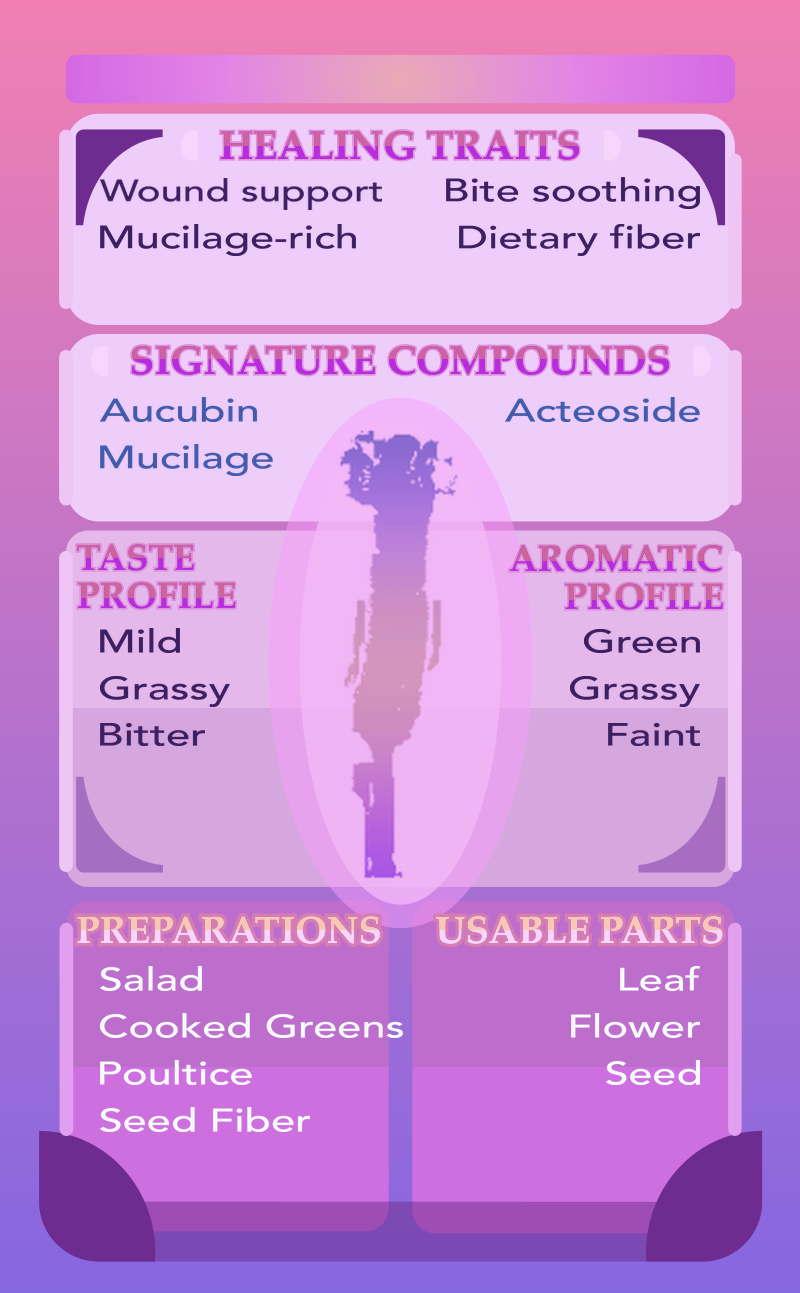 HEALING TRAITS
Wound support
Bite soothing
Mucilage-rich
Dietary fiber
SIGNATURE COMPOUNDS
Aucubin
Acteoside
Mucilage
TASTE
PROFILE
Mild
Grassy
Bitter
AROMATIC
PROFILE
Green
Grassy
Faint
PREPARATIONS
Salad
Cooked Greens
Poultice
Seed Fiber
USABLE PARTS
Leaf
Flower
Seed